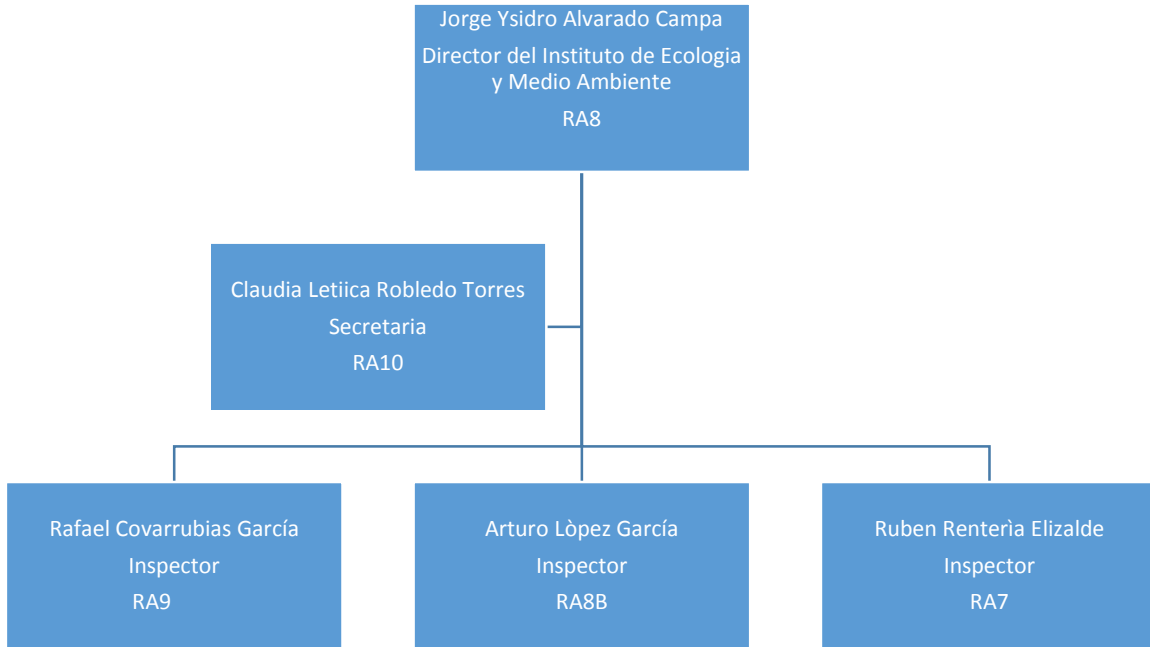 Jorge Ysidro Alvarado Campa
Director del Instituto de Ecologia
y Medio Ambiente
RA8
Claudia Letiica Robledo Torres
Secretaria
RA10
Rafael Covarrubias García
Inspector
RA9
Arturo Lòpez García
Inspector
RA8B
Ruben Renterìa Elizalde
Inspector
RA7